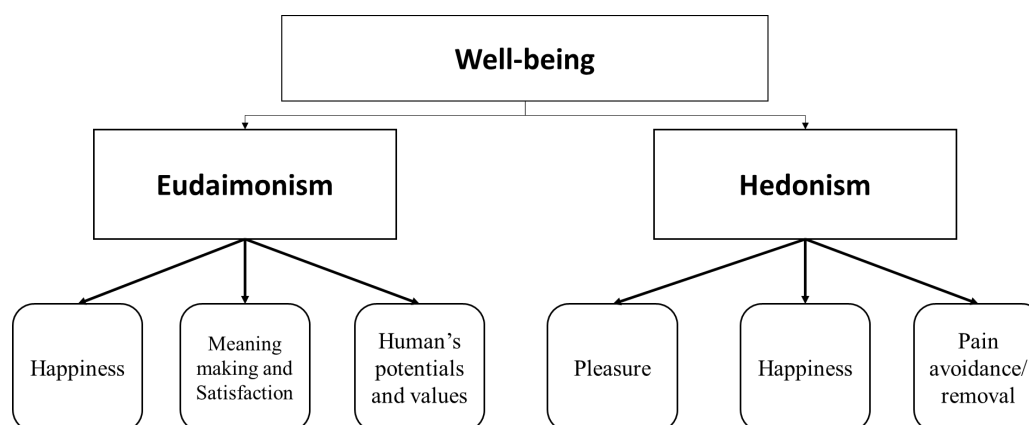 Well-being
Eudaimonism
Hedonism
Happiness
Meaning
making and
Satisfaction
Human's
potentials
and values
Pleasure
Happiness
Pain
avoidance/
removal